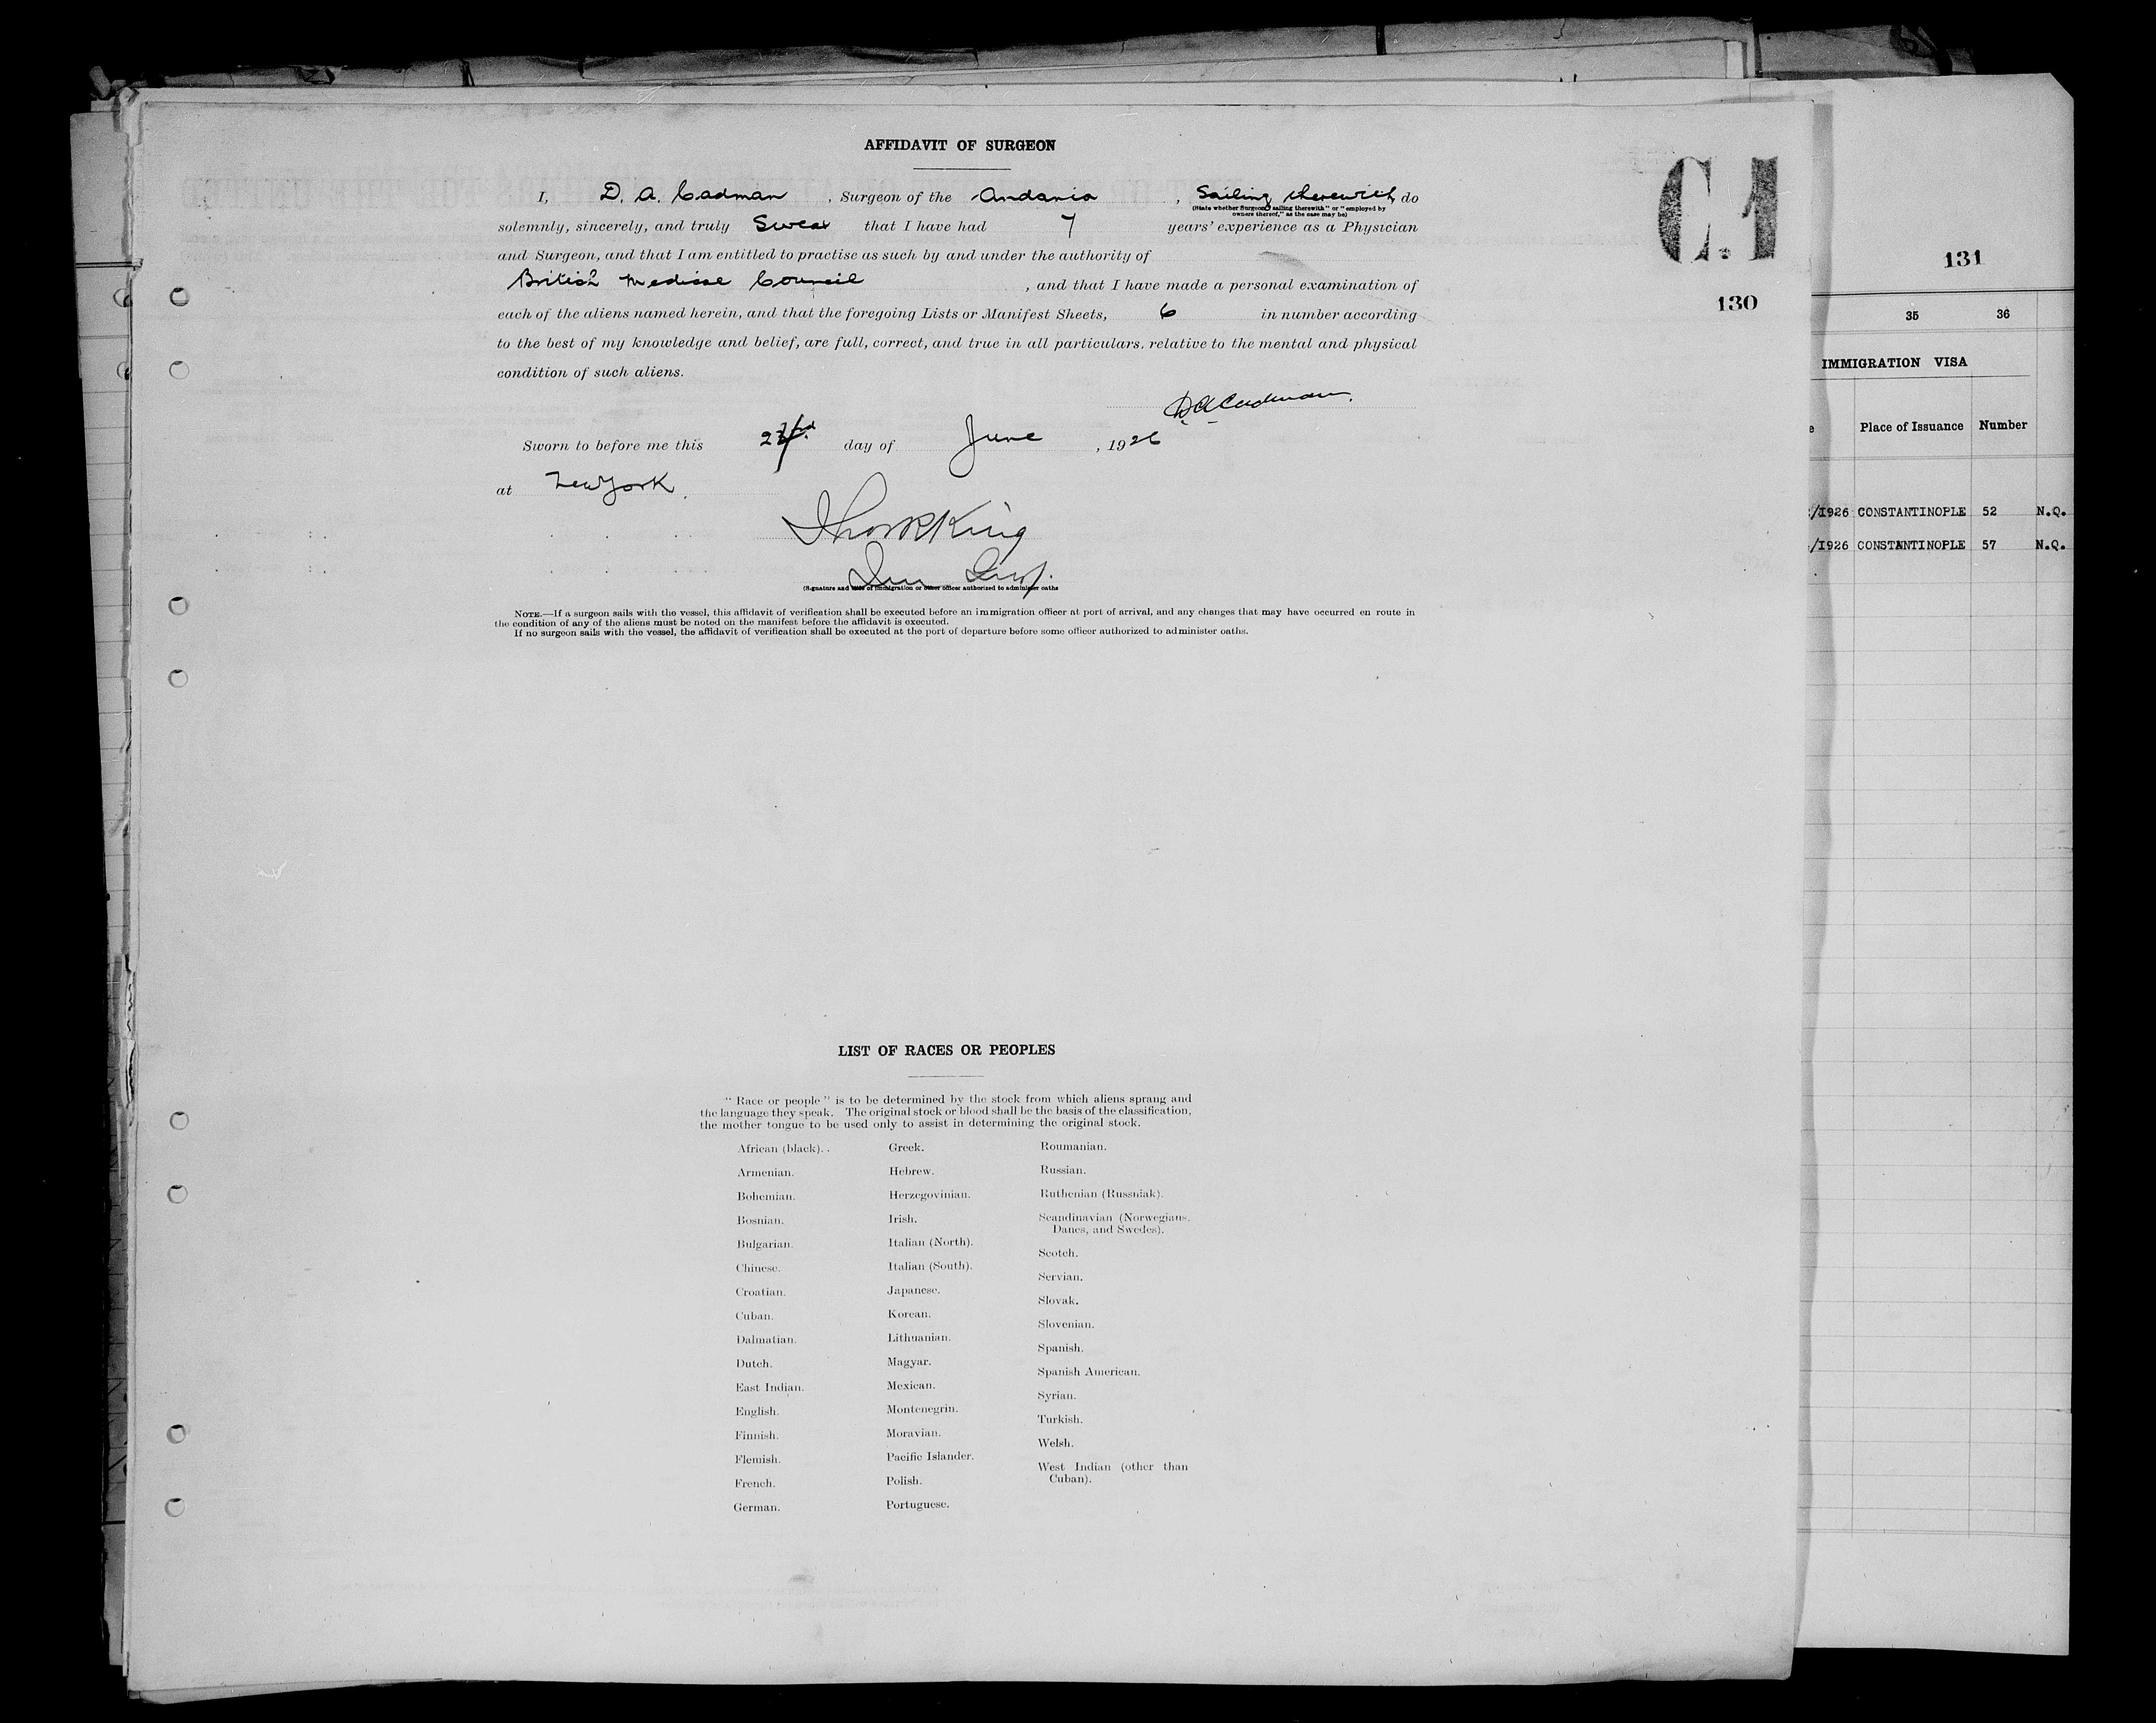 AFFIDAVIT OF SURGEON
C.1
I, D. A. Cadman , Surgeon of the Andania , Sailing therewith do
(State whether Surgeon "sailing therewith" or "employed by
owners thereof," as the case may be)
solemnly, sincerely, and truly Swear that I have had 7 years' experience as a Physician
and Surgeon, and that I am entitled to practise as such by and under the authority of
British Medical Council , and that I have made a personal examination of
each of the aliens named herein, and that the foregoing Lists or Manifest Sheets, 6 in number according
to the best of my knowledge and belief, are full, correct, and true in all particulars, relative to the mental and physical
condition of such aliens.
130
DACadman.
Sworn to before me this day of June , 1926
at New York.
King
(Signature and title of immigration or other officer authorized to administer oaths
NOTE.—If a surgeon sails with the vessel, this affidavit of verification shall be executed before an immigration officer at port of arrival, and any changes that may have occurred en route in
the condition of any of the aliens must be noted on the manifest before the affidavit is executed.
If no surgeon sails with the vessel, the affidavit of verification shall be executed at the port of departure before some officer authorized to administer oaths.
LIST OF RACES OR PEOPLES
" Race or people " is to be determined by the stock from which aliens sprang and
the language they speak. The original stock or blood shall be the basis of the classification,
the mother tongue to be used only to assist in determining the original stock.
African (black).
Armenian.
Bohemian.
Bosnian.
Bulgarian.
Chinese.
Croatian.
Cuban.
Dalmatian.
Dutch.
East Indian.
English.
Finnish.
Flemish.
French.
German.
Greek.
Hebrew.
Herzegovinian.
Irish.
Italian (North).
Italian (South).
Japanese.
Korean.
Lithuanian.
Magyar.
Mexican.
Montenegrin.
Moravian.
Pacific Islander.
Polish.
Portuguese.
Roumanian.
Russian.
Ruthenian (Russniak).
Scandinavian (Norwegians,
Danes, and Swedes).
Scotch.
Servian.
Slovak.
Slovenian.
Spanish.
Spanish American.
Syrian.
Turkish.
Welsh.
West Indian (other than
Cuban).
131
35 36
IMMIGRATION VISA
Place of Issuance Number
/1926 CONSTANTINOPLE 52 N.Q.
/1926 CONSTANTINOPLE 57 N.Q.